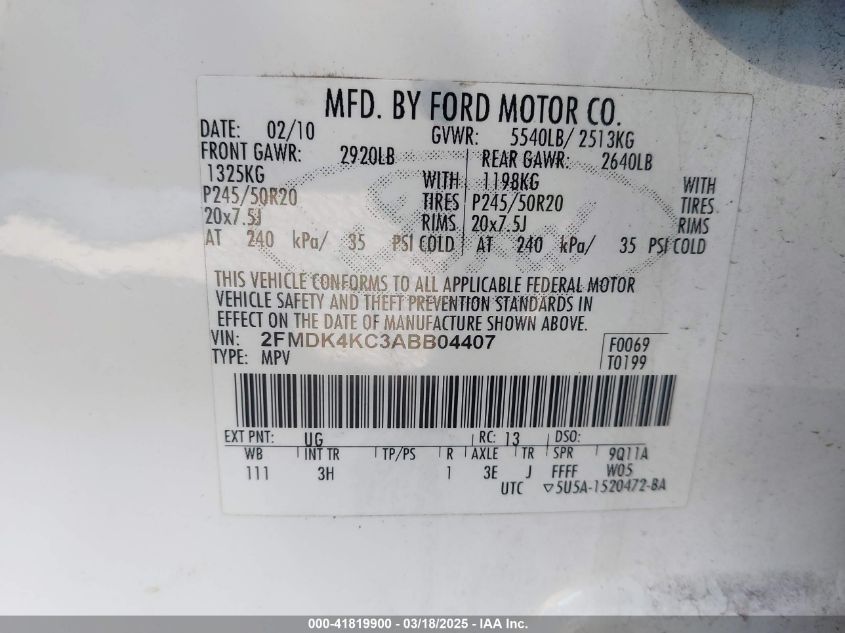 MFD. BY FORD MOTOR CO.
DATE: 02/10 GVWR: 5540LB/ 2513KG
FRONT GAWR: 2920LB REAR GAWR: 2640LB
1325KG WITH 1198KG WITH
P245/50R20 TIRES P245/50R20 TIRES
20x7.5J RIMS 20x7.5J RIMS
AT 240 kPa/ 35 PSI COLD AT 240 kPa/ 35 PSI COLD
THIS VEHICLE CONFORMS TO ALL APPLICABLE FEDERAL MOTOR
VEHICLE SAFETY AND THEFT PREVENTION STANDARDS IN
EFFECT ON THE DATE OF MANUFACTURE SHOWN ABOVE.
VIN: 2FMDK4KC3ABB04407 F0069
TYPE: MPV T0199
EXT PNT: UG RC: 13 DSO:
WB INT TR TP/PS R AXLE TR SPR 9Q11A
111 3H 1 3E J FFFF W05
UTC ▽5U5A-1520472-BA
000-41819900 - 03/18/2025 - IAA Inc.